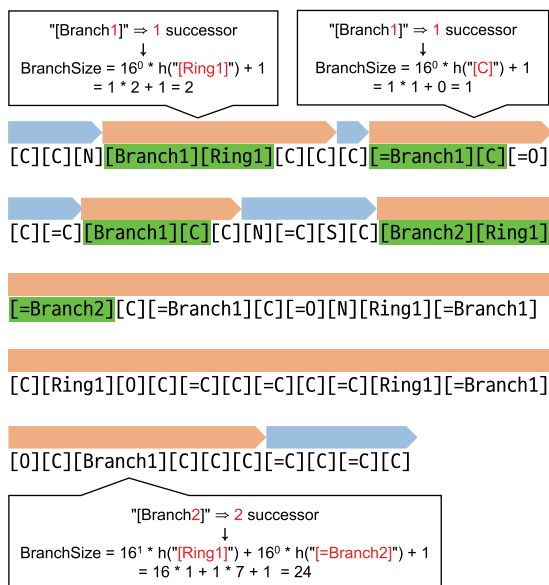 "[Branch1]" ⇒ 1 successor
↓
BranchSize = 16⁰ * h("[Ring1]") + 1
= 1 * 2 + 1 = 2
"[Branch1]" ⇒ 1 successor
↓
BranchSize = 16⁰ * h("[C]") + 1
= 1 * 1 + 0 = 1
[C][C][N][Branch1][Ring1][C][C][C][=Branch1][C][=O]
[C][=C][Branch1][C][C][N][=C][S][C][Branch2][Ring1]
[=Branch2][C][=Branch1][C][=O][N][Ring1][=Branch1]
[C][Ring1][O][C][=C][C][=C][C][=C][Ring1][=Branch1]
[O][C][Branch1][C][C][C][=C][C][=C][C]
"[Branch2]" ⇒ 2 successor
↓
BranchSize = 16¹ * h("[Ring1]") + 16⁰ * h("[=Branch2]") + 1
= 16 * 1 + 1 * 7 + 1 = 24